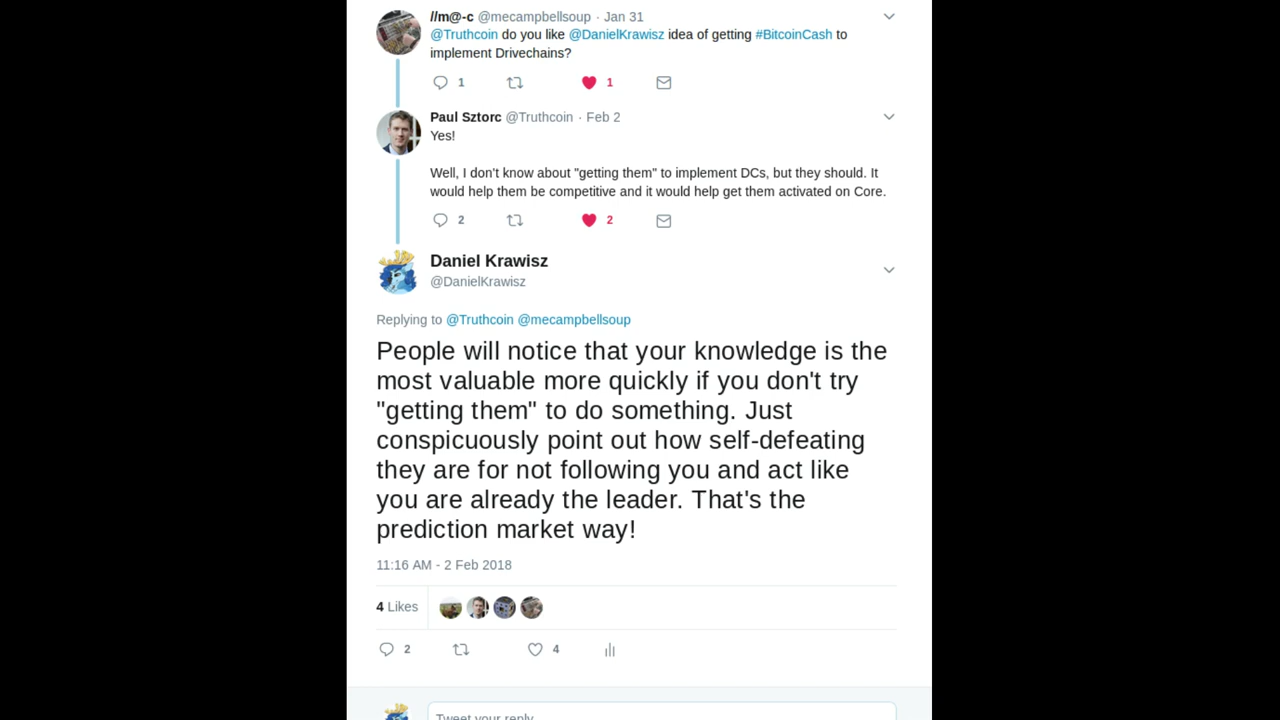 //m@-c @mecampbellsoup · Jan 31
@Truthcoin do you like @DanielKrawisz idea of getting #BitcoinCash to
implement Drivechains?
1 1
Paul Sztorc @Truthcoin · Feb 2
Yes!
Well, I don't know about "getting them" to implement DCs, but they should. It
would help them be competitive and it would help get them activated on Core.
2 2
Daniel Krawisz
@DanielKrawisz
Replying to @Truthcoin @mecampbellsoup
People will notice that your knowledge is the
most valuable more quickly if you don't try
"getting them" to do something. Just
conspicuously point out how self-defeating
they are for not following you and act like
you are already the leader. That's the
prediction market way!
11:16 AM - 2 Feb 2018
4 Likes
2 4
Tweet your reply